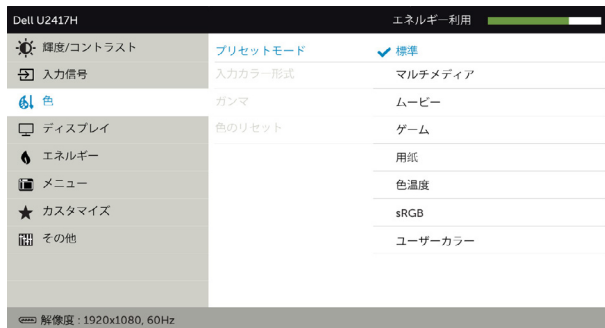 Dell U2417H
エネルギー利用
輝度/コントラスト
入力信号
色
ディスプレイ
エネルギー
メニュー
カスタマイズ
その他
プリセットモード
入力カラー形式
ガンマ
色のリセット
標準
マルチメディア
ムービー
ゲーム
用紙
色温度
sRGB
ユーザーカラー
解像度 : 1920x1080, 60Hz